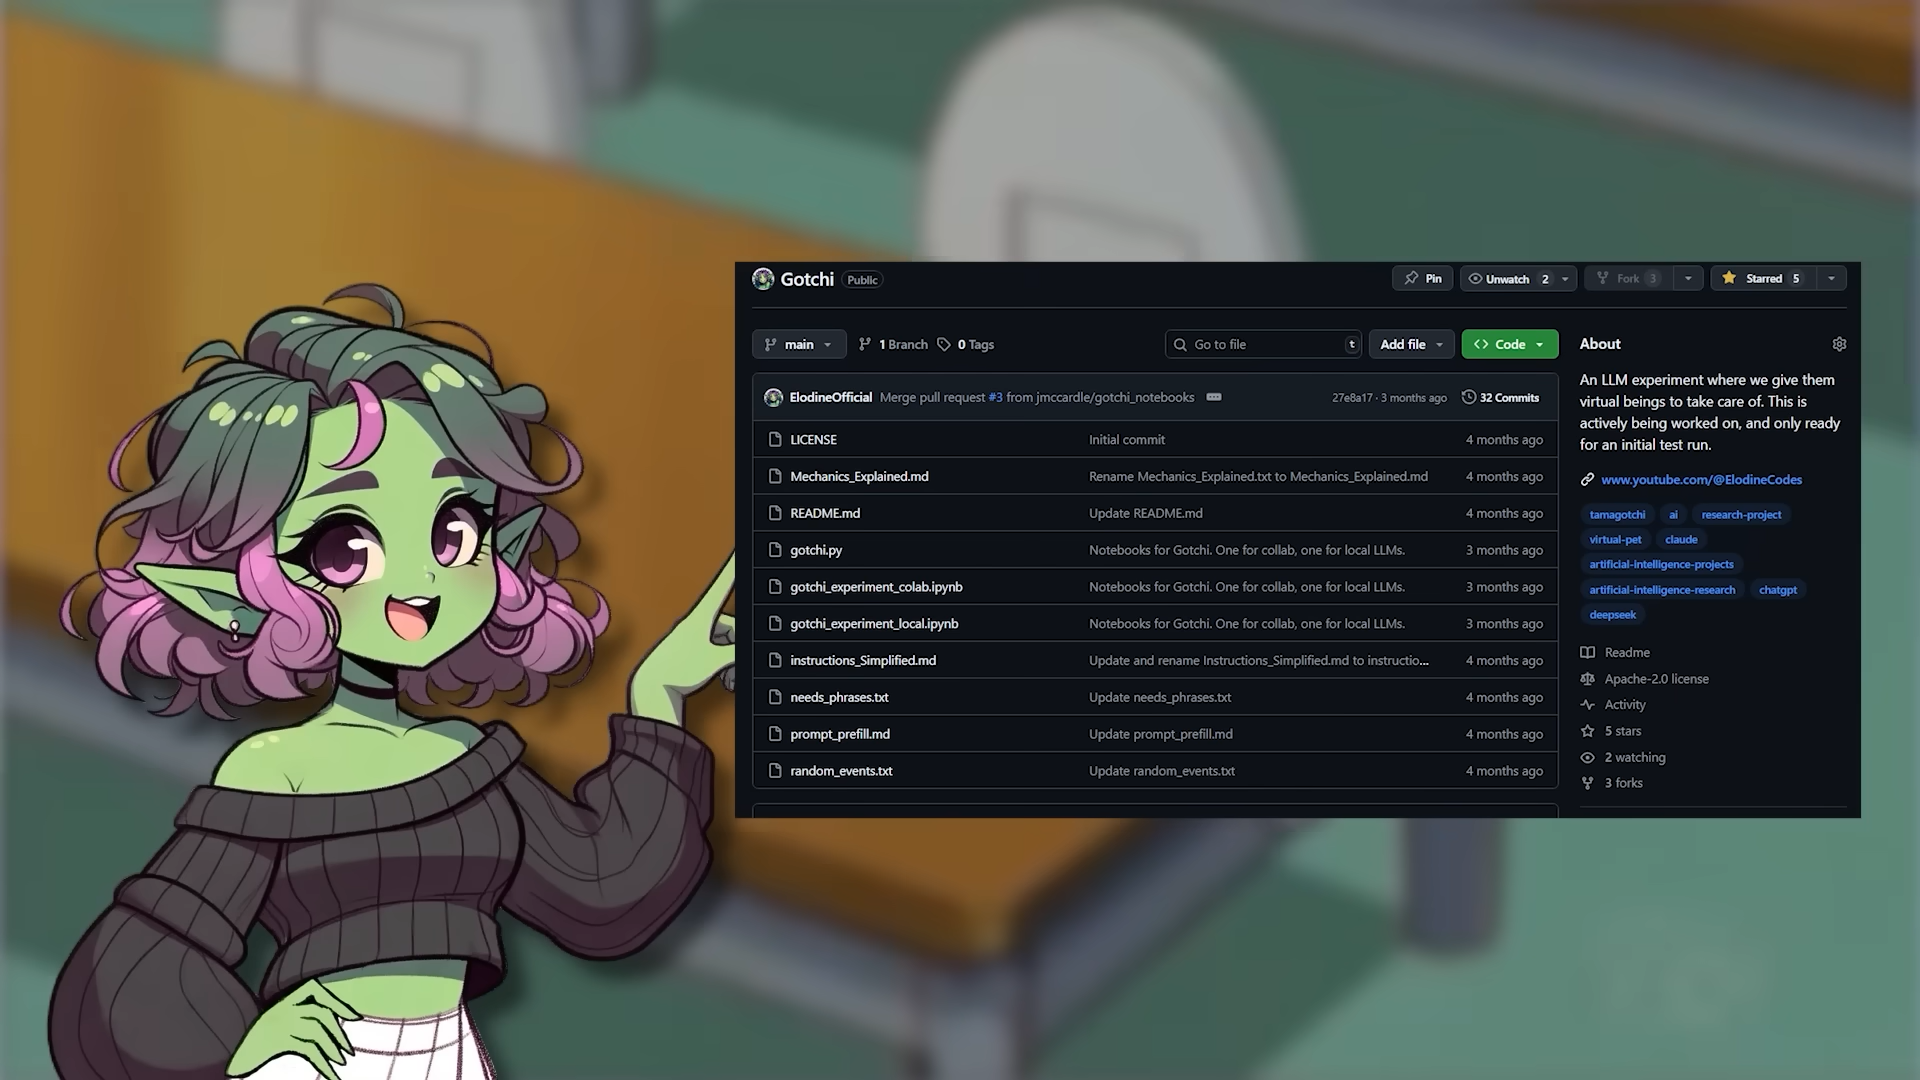 Gotchi Public
Pin
Unwatch 2
Fork 3
Starred 5
main
1 Branch
0 Tags
Go to file
t
Add file
Code
ElodineOfficial Merge pull request #3 from jmccardle/gotchi_notebooks
27e8a17 · 3 months ago
32 Commits
LICENSE Initial commit 4 months ago
Mechanics_Explained.md Rename Mechanics_Explained.txt to Mechanics_Explained.md 4 months ago
README.md Update README.md 4 months ago
gotchi.py Notebooks for Gotchi. One for collab, one for local LLMs. 3 months ago
gotchi_experiment_colab.ipynb Notebooks for Gotchi. One for collab, one for local LLMs. 3 months ago
gotchi_experiment_local.ipynb Notebooks for Gotchi. One for collab, one for local LLMs. 3 months ago
instructions_Simplified.md Update and rename Instructions_Simplified.md to instructio... 4 months ago
needs_phrases.txt Update needs_phrases.txt 4 months ago
prompt_prefill.md Update prompt_prefill.md 4 months ago
random_events.txt Update random_events.txt 4 months ago
About
An LLM experiment where we give them
virtual beings to take care of. This is
actively being worked on, and only ready
for an initial test run.
www.youtube.com/@ElodineCodes
tamagotchi ai research-project
virtual-pet claude
artificial-intelligence-projects
artificial-intelligence-research chatgpt
deepseek
Readme
Apache-2.0 license
Activity
5 stars
2 watching
3 forks